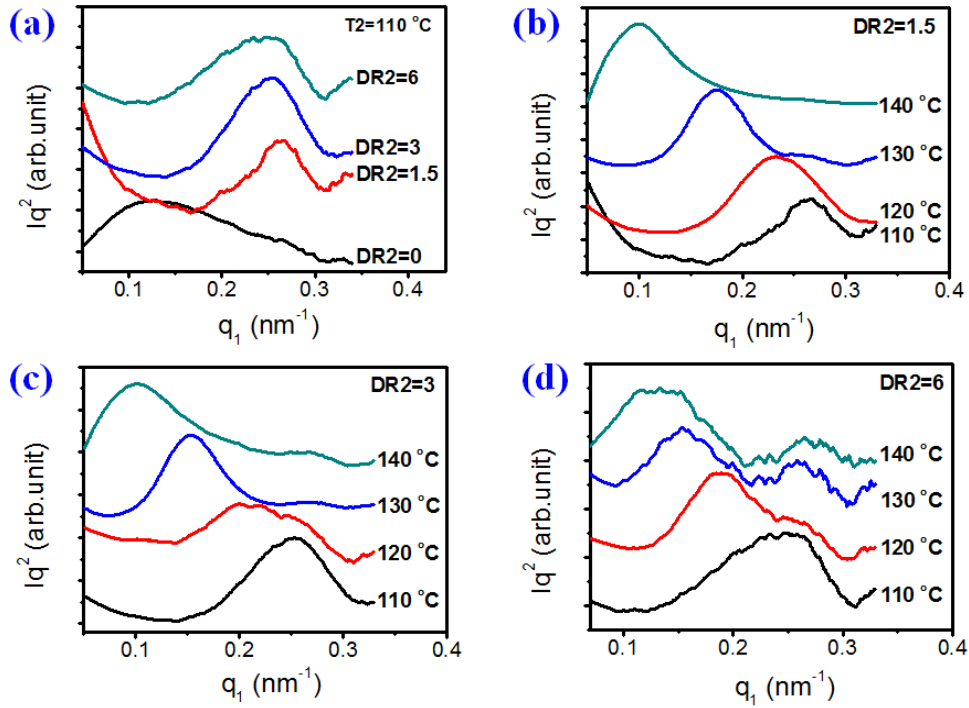 (a)
T2=110 °C
DR2=6
DR2=3
DR2=1.5
DR2=0
Iq² (arb.unit)
0.1 0.2 0.3 0.4
q₁ (nm⁻¹)
(b)
DR2=1.5
140 °C
130 °C
120 °C
110 °C
Iq² (arb.unit)
0.1 0.2 0.3 0.4
q₁ (nm⁻¹)
(c)
DR2=3
140 °C
130 °C
120 °C
110 °C
Iq² (arb.unit)
0.1 0.2 0.3 0.4
q₁ (nm⁻¹)
(d)
DR2=6
140 °C
130 °C
120 °C
110 °C
Iq² (arb.unit)
0.1 0.2 0.3 0.4
q₁ (nm⁻¹)